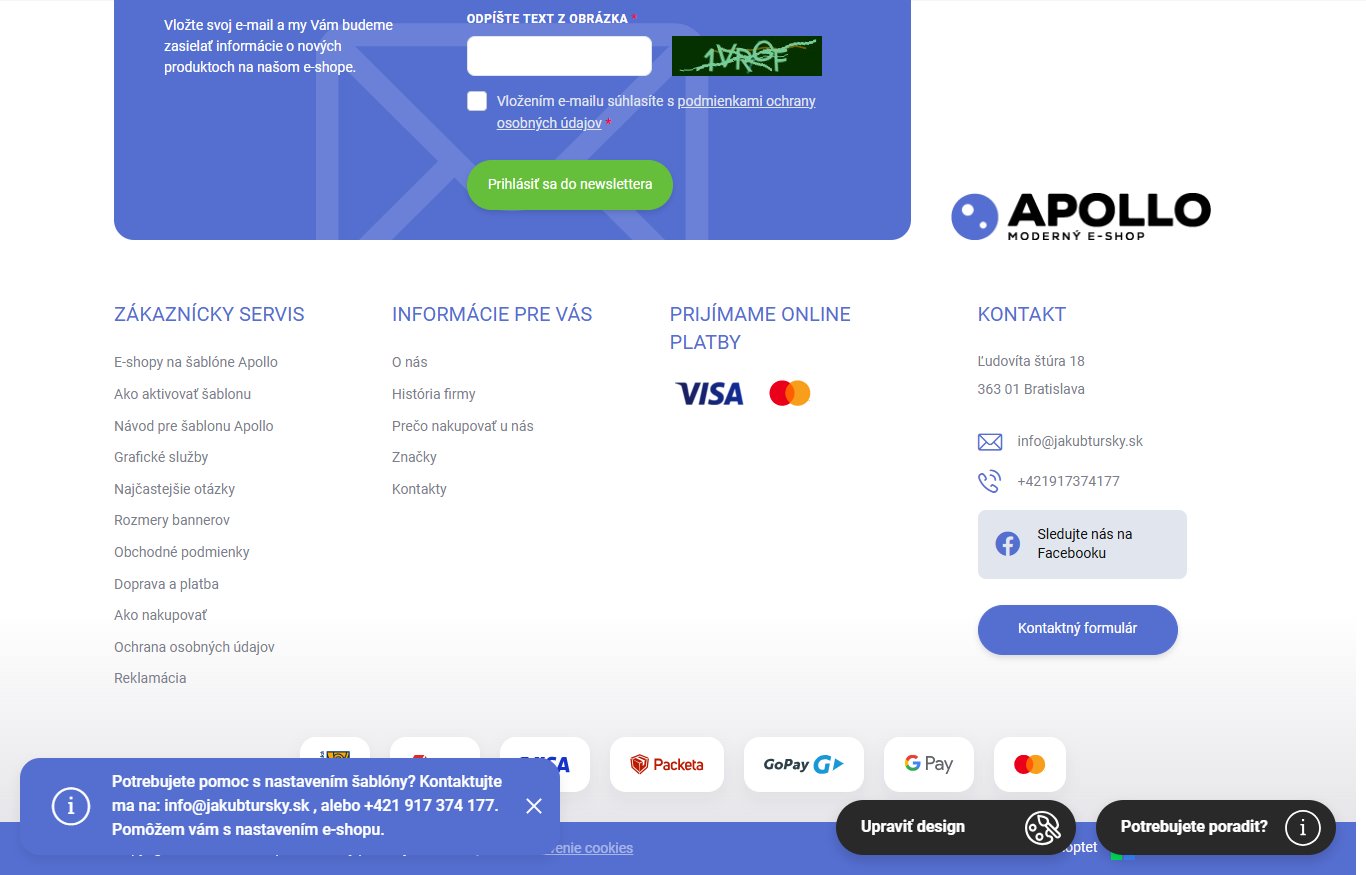 Vložte svoj e-mail a my Vám budeme
zasielať informácie o nových
produktoch na našom e-shope.
ODPÍŠTE TEXT Z OBRÁZKA *
Vložením e-mailu súhlasíte s podmienkami ochrany
osobných údajov *
Prihlásiť sa do newslettera
APOLLO
MODERNÝ E-SHOP
ZÁKAZNÍCKY SERVIS
E-shopy na šablóne Apollo
Ako aktivovať šablonu
Návod pre šablonu Apollo
Grafické služby
Najčastejšie otázky
Rozmery bannerov
Obchodné podmienky
Doprava a platba
Ako nakupovať
Ochrana osobných údajov
Reklamácia
INFORMÁCIE PRE VÁS
O nás
História firmy
Prečo nakupovať u nás
Značky
Kontakty
PRIJÍMAME ONLINE
PLATBY
VISA
KONTAKT
Ľudovíta štúra 18
363 01 Bratislava
info@jakubtursky.sk
+421917374177
Sledujte nás na
Facebooku
Kontaktný formulár
VISA
Packeta
GoPay
G Pay
Potrebujete pomoc s nastavením šablóny? Kontaktujte
ma na: info@jakubtursky.sk , alebo +421 917 374 177.
Pomôžem vám s nastavením e-shopu.
cookies
Upraviť design
Potrebujete poradiť?